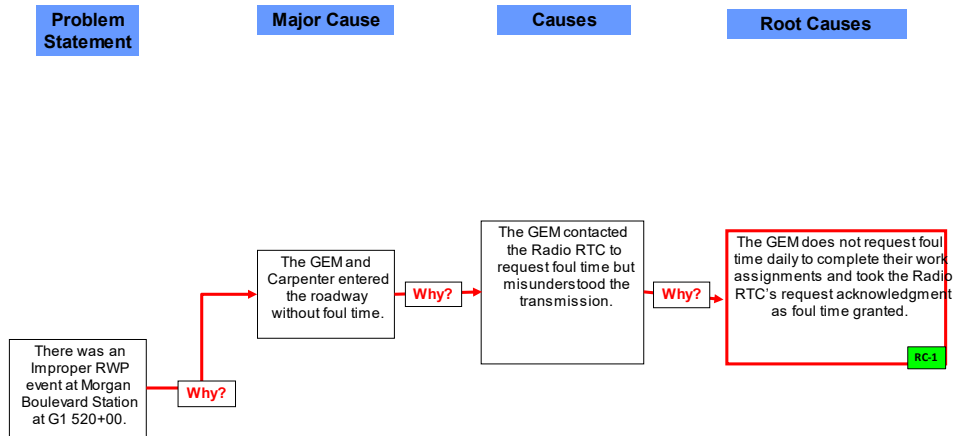 Problem
Statement
Major Cause
Causes
Root Causes
There was an
Improper RWP
event at Morgan
Boulevard Station
at G1 520+00.
Why?
The GEM and
Carpenter entered
the roadway
without foul time.
Why?
The GEM contacted
the Radio RTC to
request foul time but
misunderstood the
transmission.
Why?
The GEM does not request foul
time daily to complete their work
assignments and took the Radio
RTC’s request acknowledgment
as foul time granted.
RC-1